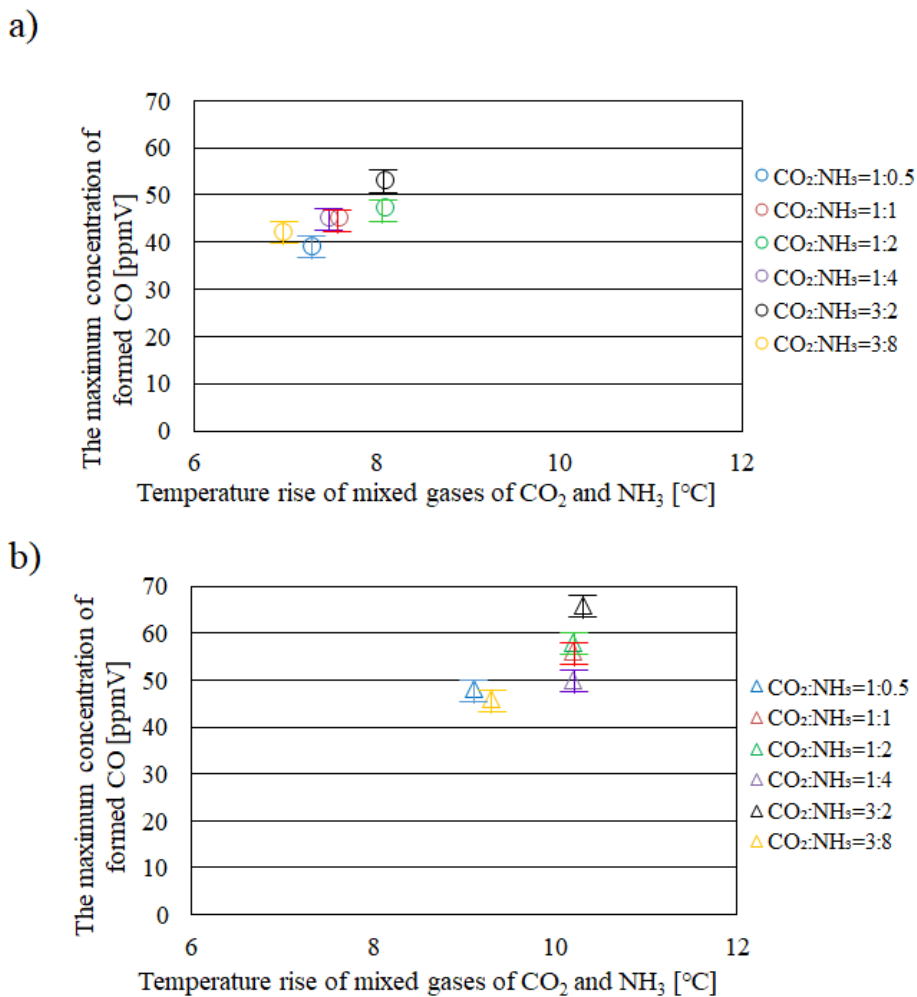 a)
The maximum concentration of
formed CO [ppmV]
70
60
50
40
30
20
10
0
6 8 10 12
Temperature rise of mixed gases of CO₂ and NH₃ [°C]
CO₂:NH₃=1:0.5
CO₂:NH₃=1:1
CO₂:NH₃=1:2
CO₂:NH₃=1:4
CO₂:NH₃=3:2
CO₂:NH₃=3:8
b)
The maximum concentration of
formed CO [ppmV]
70
60
50
40
30
20
10
0
6 8 10 12
Temperature rise of mixed gases of CO₂ and NH₃ [°C]
CO₂:NH₃=1:0.5
CO₂:NH₃=1:1
CO₂:NH₃=1:2
CO₂:NH₃=1:4
CO₂:NH₃=3:2
CO₂:NH₃=3:8